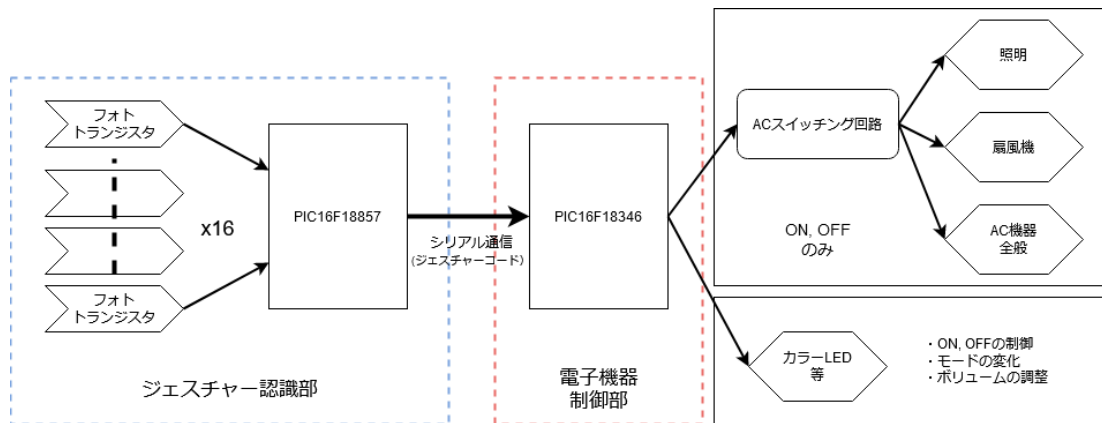 フォト
トランジスタ
x16
フォト
トランジスタ
PIC16F18857
ジェスチャー認識部
シリアル通信
(ジェスチャーコード)
PIC16F18346
電子機器
制御部
ACスイッチング回路
ON, OFF
のみ
照明
扇風機
AC機器
全般
カラーLED
等
・ON, OFFの制御
・モードの変化
・ボリュームの調整